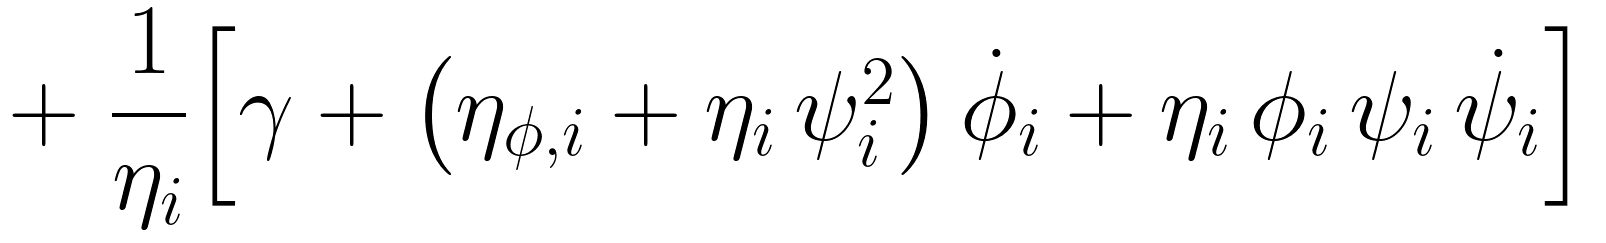 + \frac{1}{\eta_i} \Big[ \gamma + \left( \eta_{\phi,i} + \eta_i \, \psi_i^2 \right) \, \dot{\phi}_i + \eta_i \, \phi_i \, \psi_i \, \dot{\psi}_i \Big]